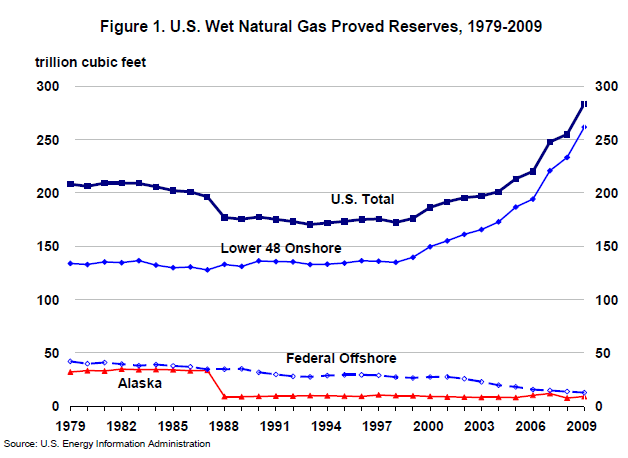 Figure 1. U.S. Wet Natural Gas Proved Reserves, 1979-2009
trillion cubic feet
300 300
250 250
200 200
U.S. Total
150 150
Lower 48 Onshore
100 100
50 50
Federal Offshore
Alaska
0 0
1979 1982 1985 1988 1991 1994 1997 2000 2003 2006 2009
Source: U.S. Energy Information Administration